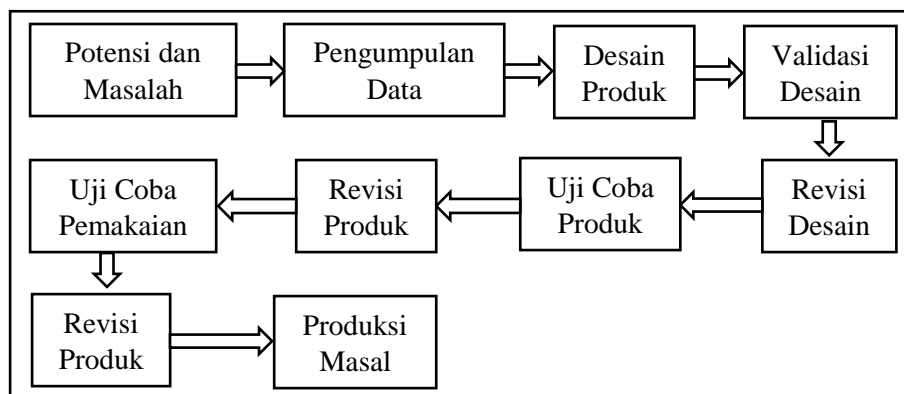 Potensi dan
Masalah
Pengumpulan
Data
Desain
Produk
Validasi
Desain
Revisi
Desain
Uji Coba
Produk
Revisi
Produk
Uji Coba
Pemakaian
Revisi
Produk
Produksi
Masal